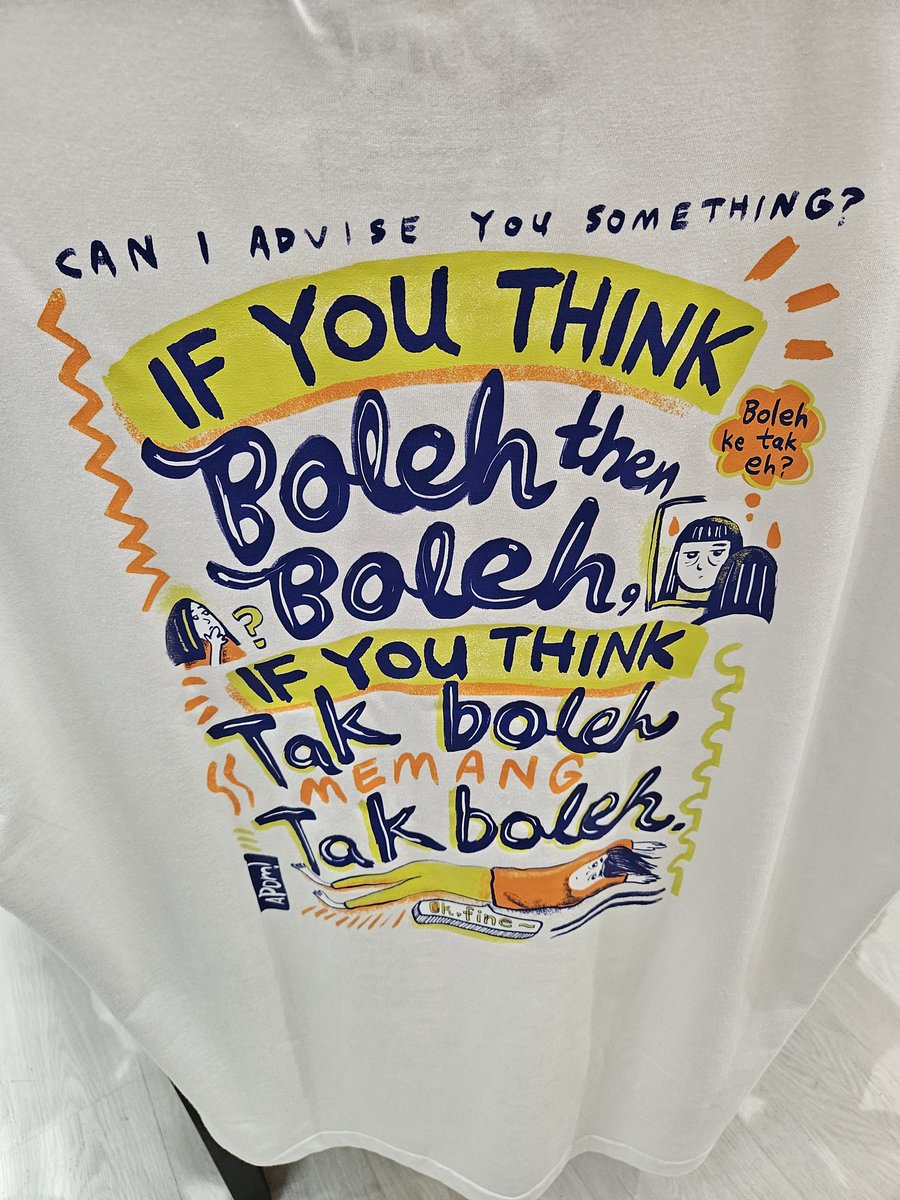 CAN I ADVISE YOU SOMETHING?
IF YOU THINK
Boleh then
Boleh,
Boleh
ke tak
eh?
?
IF YOU THINK
Tak boleh
MEMANG
Tak boleh.
APOM!
ok.fine~